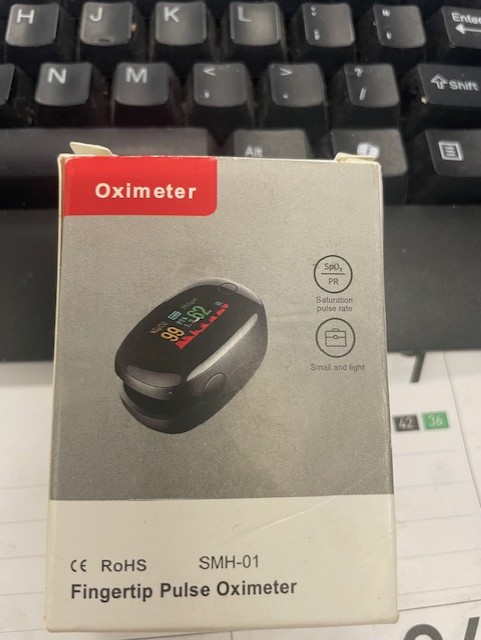 H J K L : ;
Enter
N M < , > . ? /
Shift
Alt
Oximeter
SpO₂
PR
Saturation
pulse rate
99 62
Small and light
42 36
CE RoHS SMH-01
Fingertip Pulse Oximeter